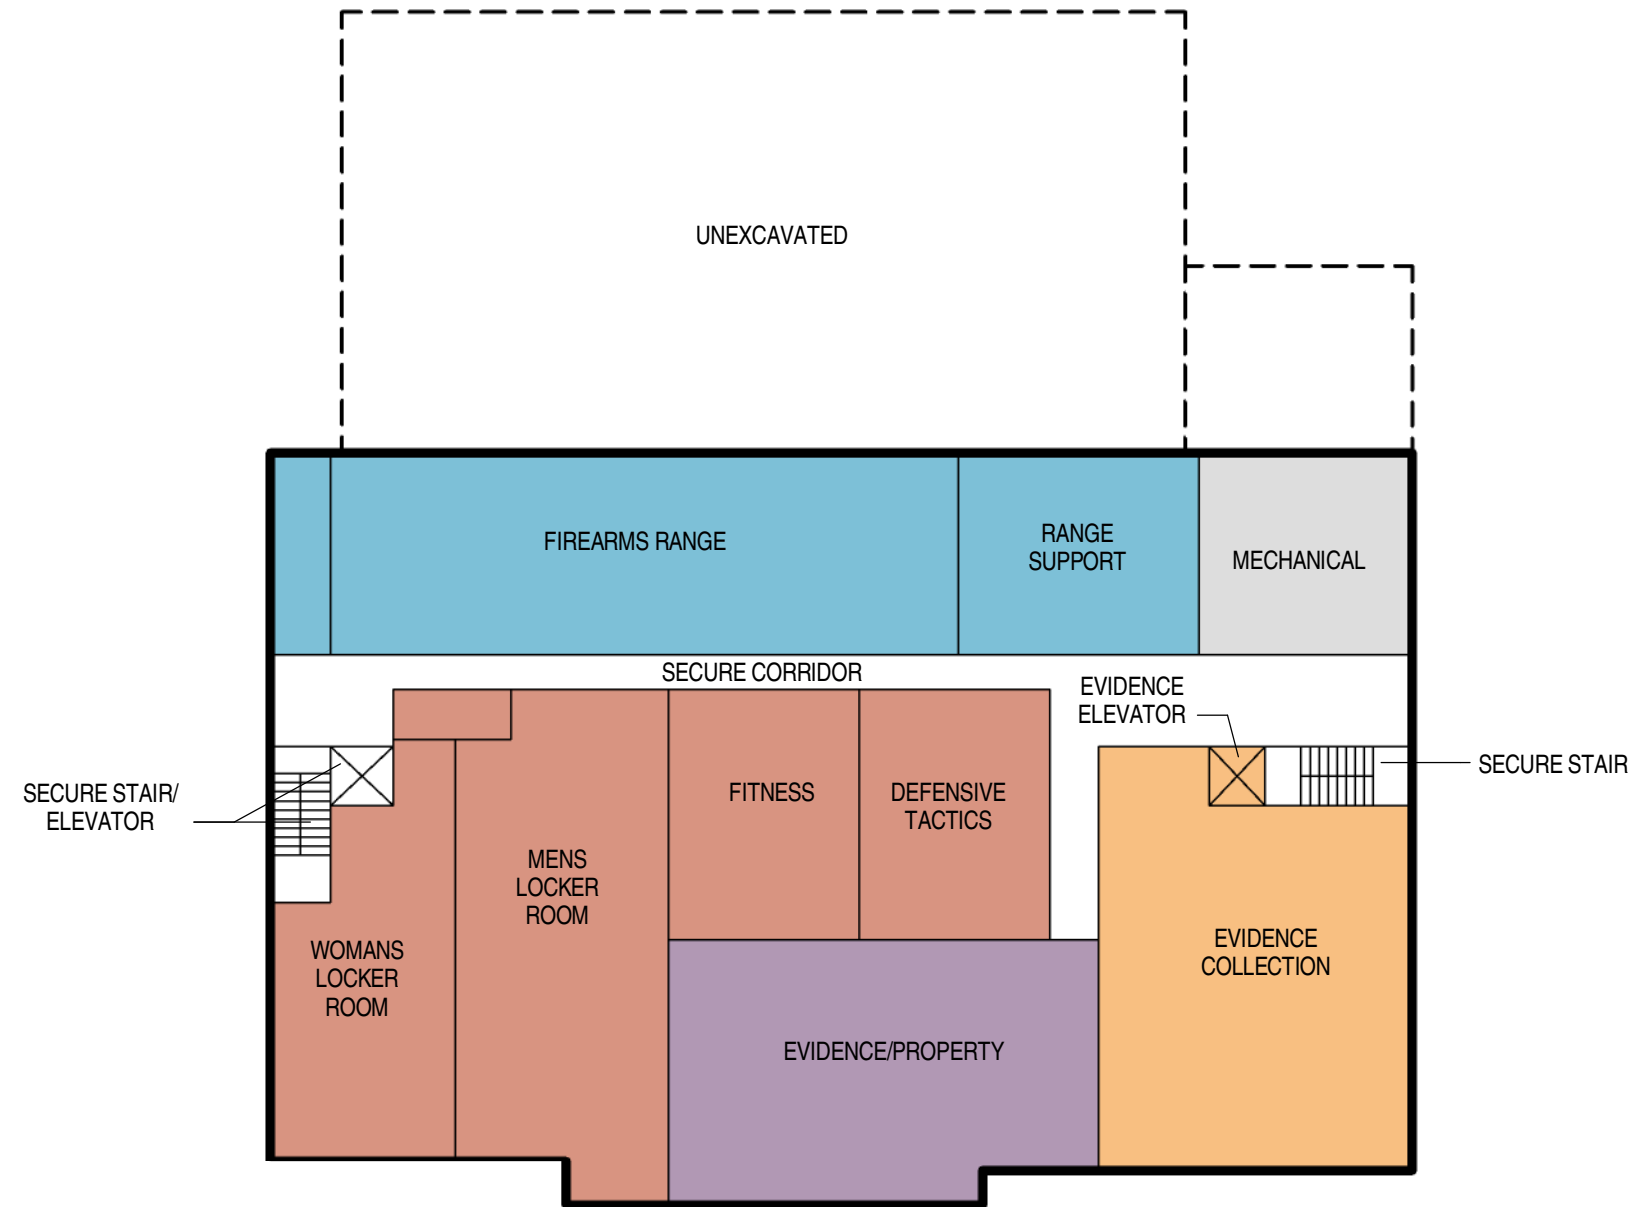 UNEXCAVATED
FIREARMS RANGE
RANGE
SUPPORT
MECHANICAL
SECURE CORRIDOR
EVIDENCE
ELEVATOR
SECURE STAIR
SECURE STAIR/
ELEVATOR
FITNESS
DEFENSIVE
TACTICS
MENS
LOCKER
ROOM
WOMANS
LOCKER
ROOM
EVIDENCE
COLLECTION
EVIDENCE/PROPERTY